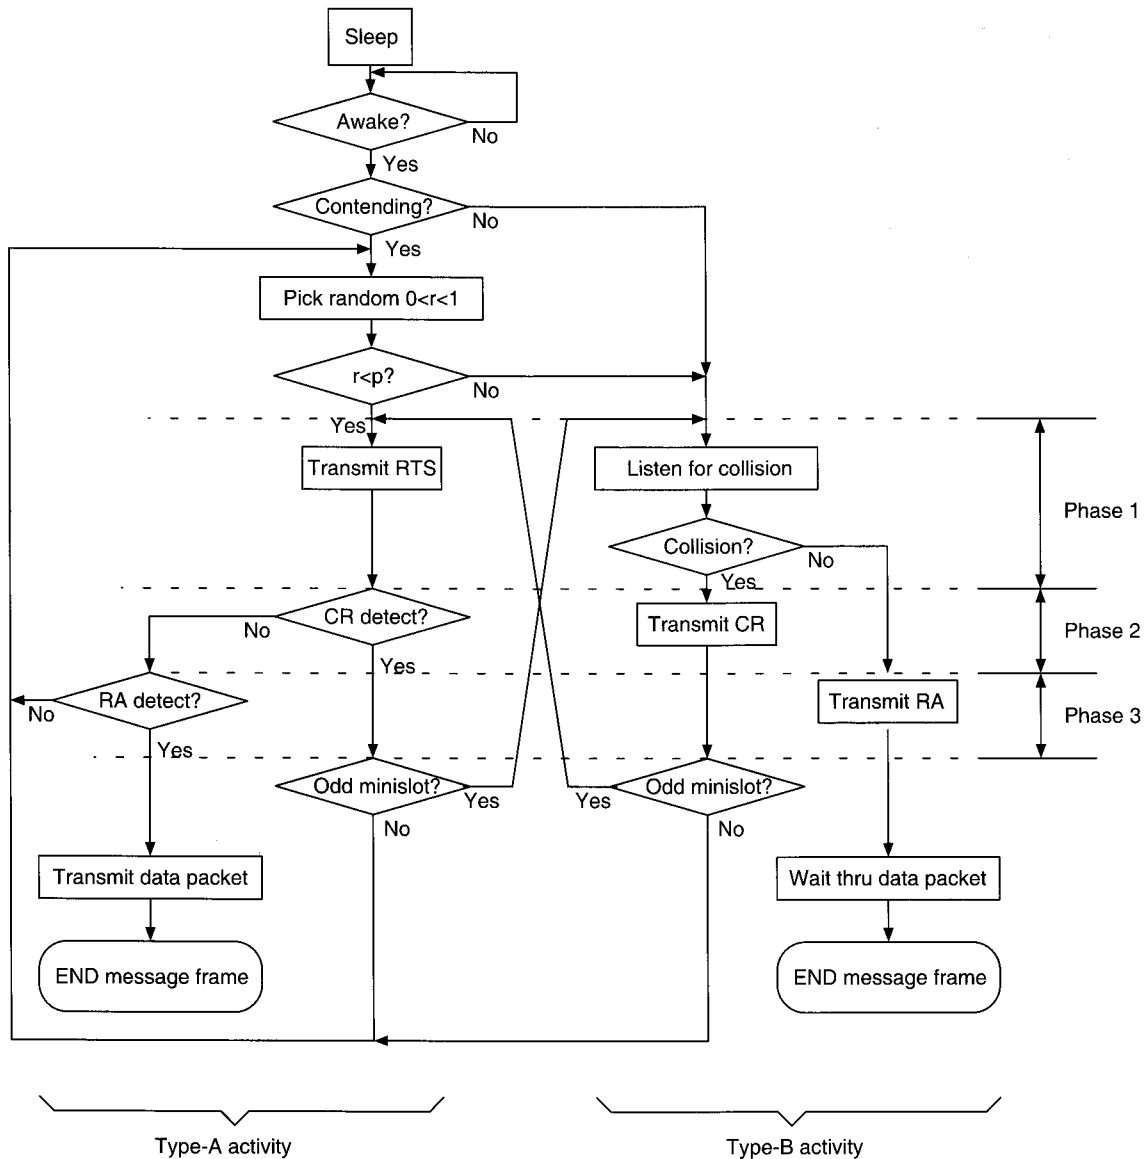 Sleep
Awake?
No
Yes
Contending?
No
Yes
Pick random 0<r<1
r<p?
No
Yes
Transmit RTS
Listen for collision
Phase 1
Collision?
No
Yes
CR detect?
No
Yes
Transmit CR
Phase 2
RA detect?
No
Yes
Transmit RA
Phase 3
Odd minislot?
Yes
No
Odd minislot?
Yes
No
Transmit data packet
Wait thru data packet
END message frame
END message frame
Type-A activity
Type-B activity